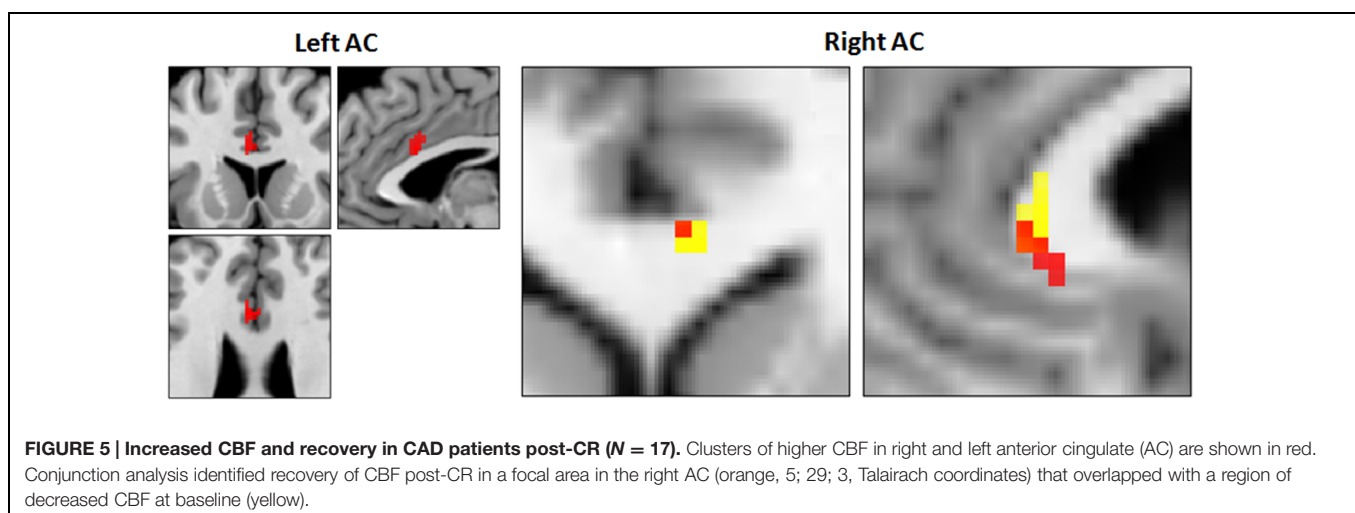 Left AC
Right AC
FIGURE 5 | Increased CBF and recovery in CAD patients post-CR (N = 17). Clusters of higher CBF in right and left anterior cingulate (AC) are shown in red.
Conjunction analysis identified recovery of CBF post-CR in a focal area in the right AC (orange, 5; 29; 3, Talairach coordinates) that overlapped with a region of
decreased CBF at baseline (yellow).